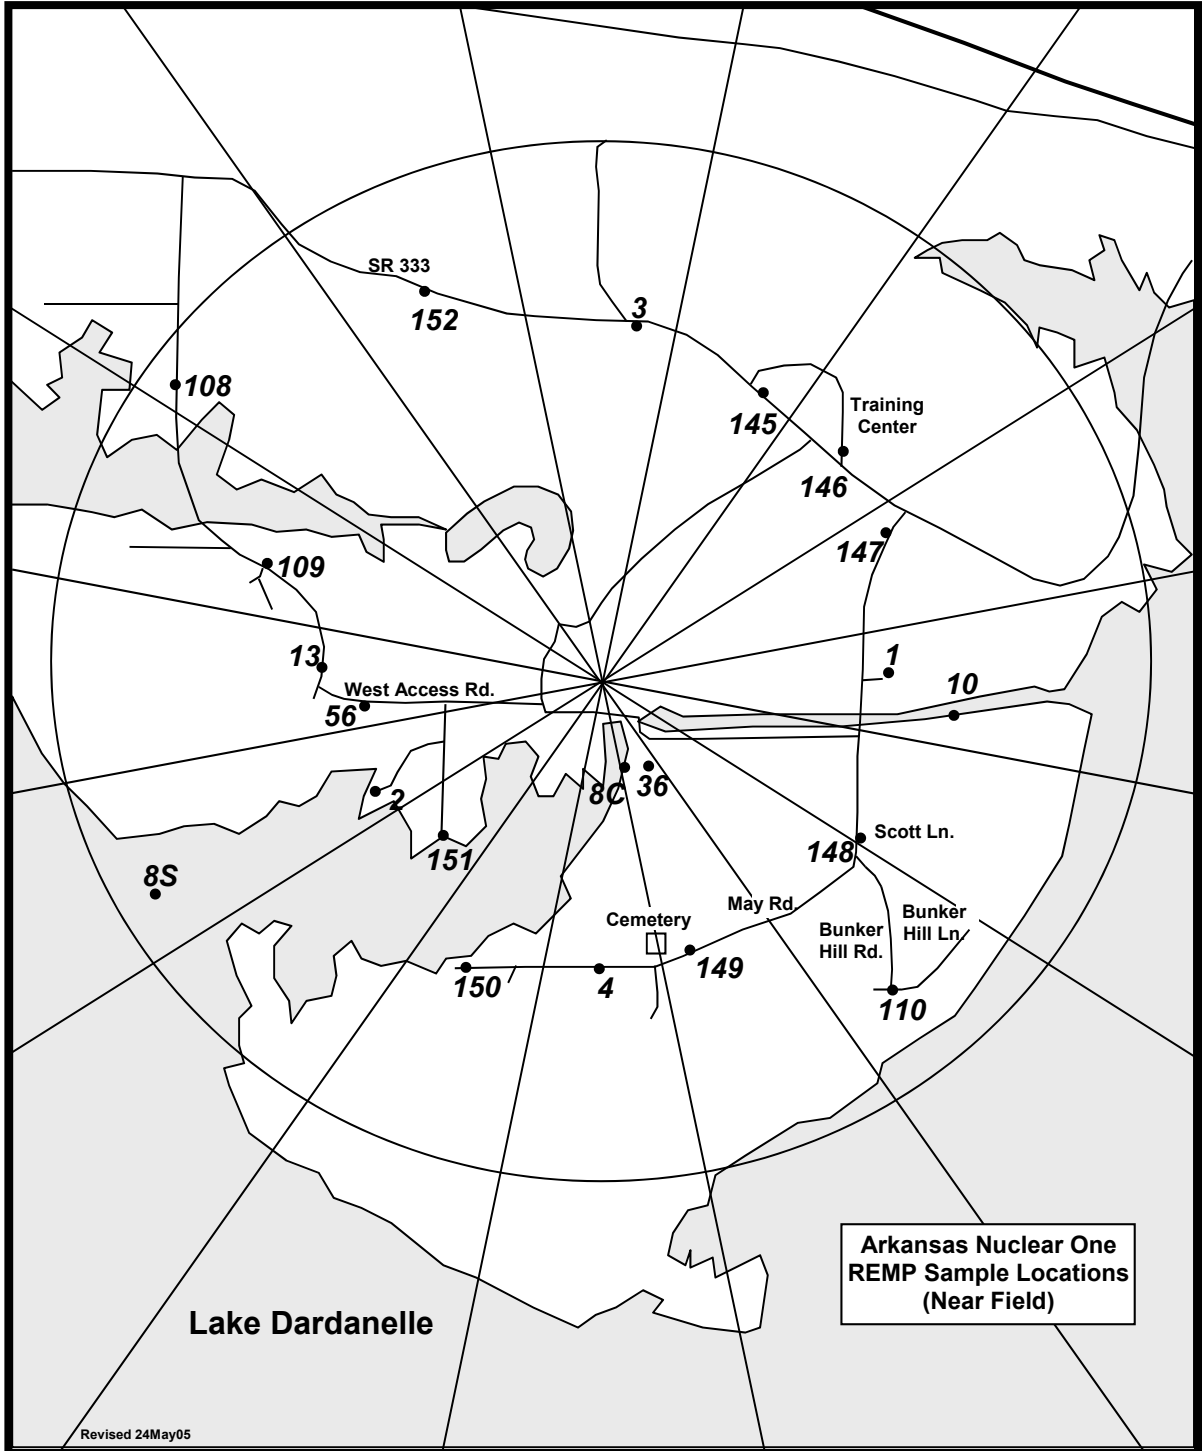 SR 333
152
3
108
145
Training
Center
146
147
109
13
1
10
West Access Rd.
56
2
8C
36
151
148
Scott Ln.
8S
May Rd.
Cemetery
Bunker
Hill Ln.
Bunker
Hill Rd.
149
150
4
110
Arkansas Nuclear One
REMP Sample Locations
(Near Field)
Lake Dardanelle
Revised 24May05